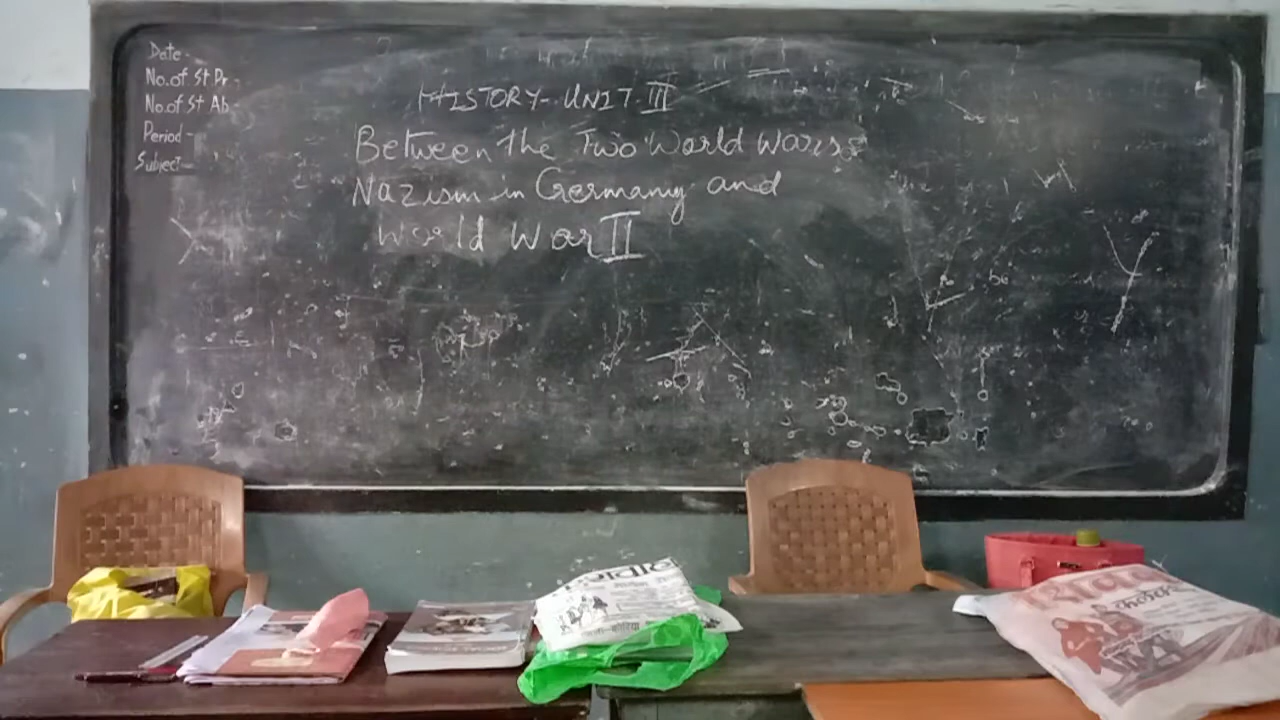 Date -
No. of St Pr -
No. of St Ab -
Period -
Subject -
HISTORY - UNIT - III
Between the Two World Wars
Nazism in Germany and
World War II